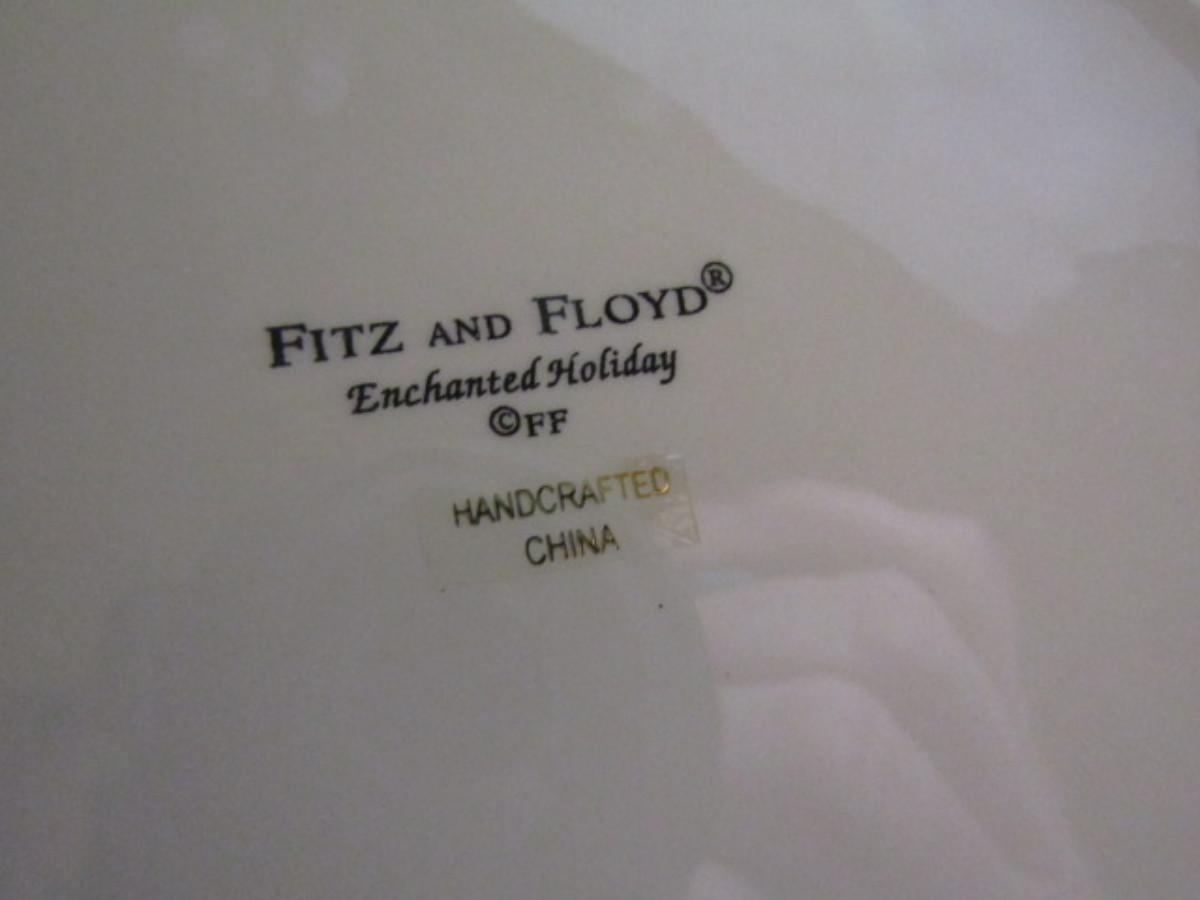 FITZ AND FLOYD®
Enchanted Holiday
©FF
HANDCRAFTED
CHINA